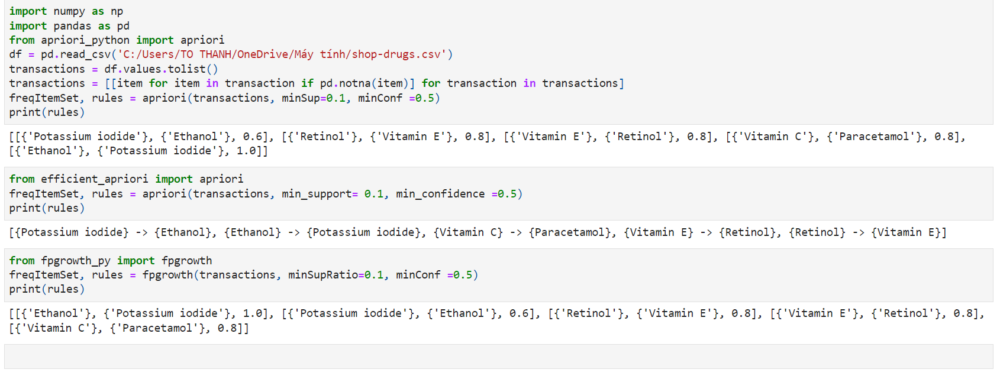 import numpy as np
import pandas as pd
from apriori_python import apriori
df = pd.read_csv('C:/Users/TO THANH/OneDrive/Máy tính/shop-drugs.csv')
transactions = df.values.tolist()
transactions = [[item for item in transaction if pd.notna(item)] for transaction in transactions]
freqItemSet, rules = apriori(transactions, minSup=0.1, minConf =0.5)
print(rules)
[[{'Potassium iodide'}, {'Ethanol'}, 0.6], [{'Retinol'}, {'Vitamin E'}, 0.8], [{'Vitamin E'}, {'Retinol'}, 0.8], [{'Vitamin C'}, {'Paracetamol'}, 0.8],
[{'Ethanol'}, {'Potassium iodide'}, 1.0]]
from efficient_apriori import apriori
freqItemSet, rules = apriori(transactions, min_support= 0.1, min_confidence =0.5)
print(rules)
[{Potassium iodide} -> {Ethanol}, {Ethanol} -> {Potassium iodide}, {Vitamin C} -> {Paracetamol}, {Vitamin E} -> {Retinol}, {Retinol} -> {Vitamin E}]
from fpgrowth_py import fpgrowth
freqItemSet, rules = fpgrowth(transactions, minSupRatio=0.1, minConf =0.5)
print(rules)
[[{'Ethanol'}, {'Potassium iodide'}, 1.0], [{'Potassium iodide'}, {'Ethanol'}, 0.6], [{'Retinol'}, {'Vitamin E'}, 0.8], [{'Vitamin E'}, {'Retinol'}, 0.8],
[{'Vitamin C'}, {'Paracetamol'}, 0.8]]